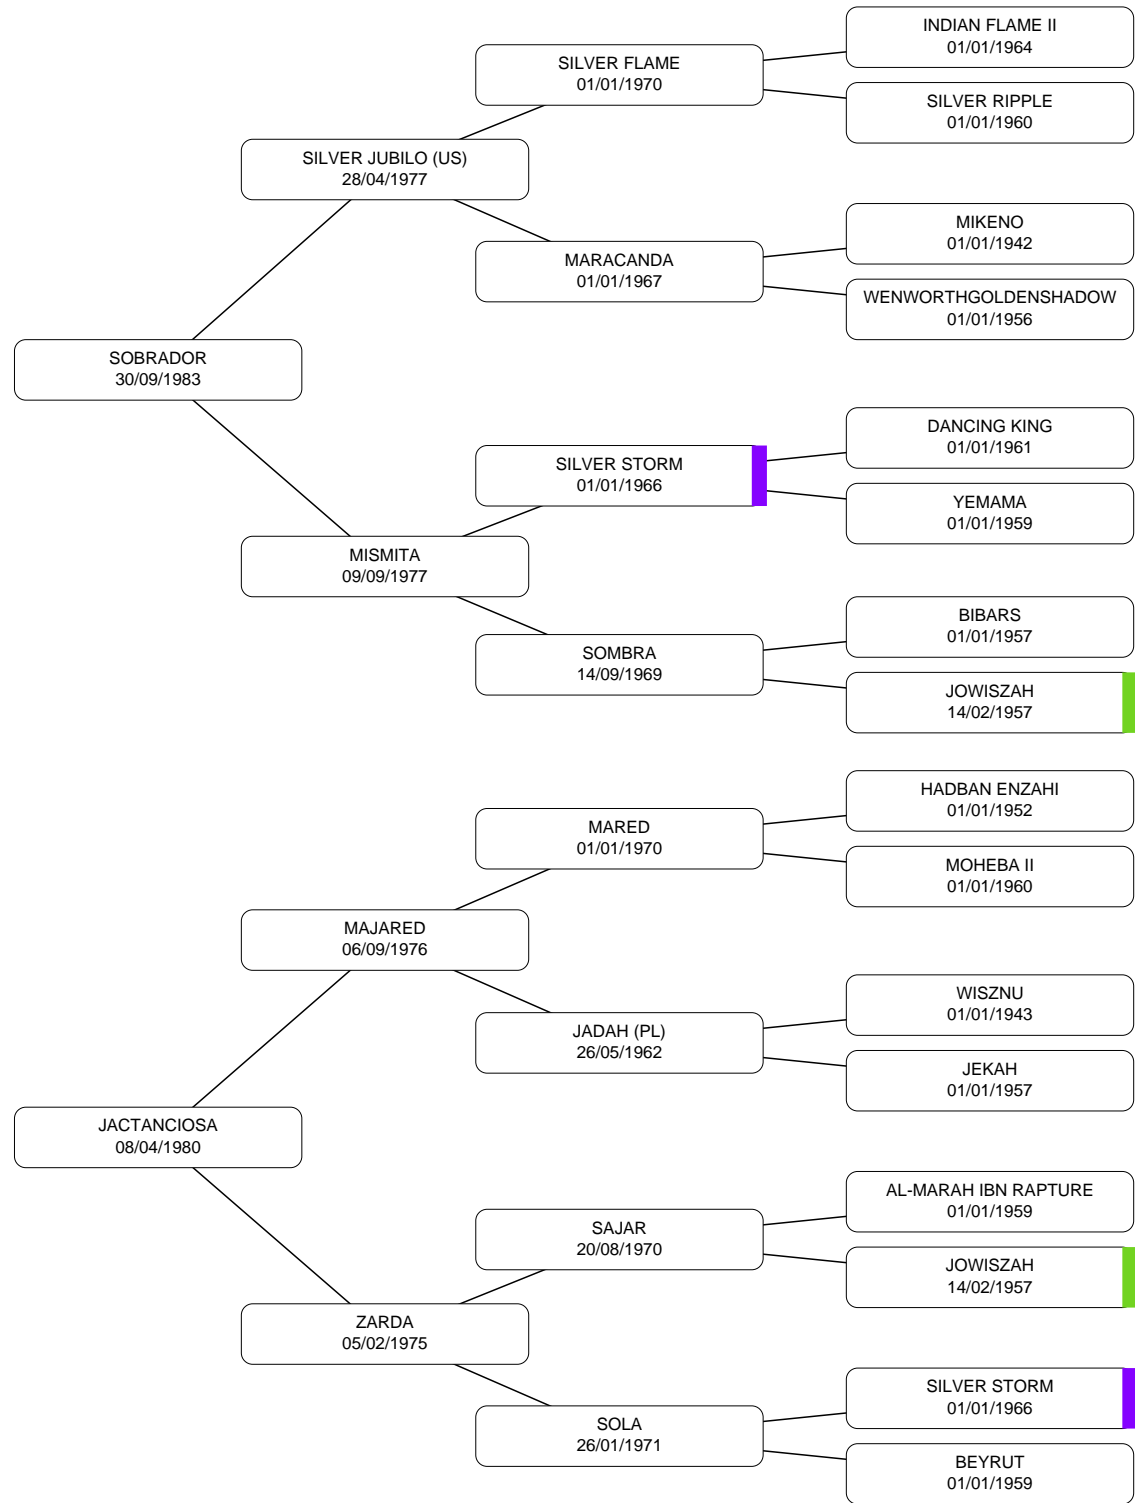 INDIAN FLAME II
01/01/1964
SILVER FLAME
01/01/1970
SILVER RIPPLE
01/01/1960
SILVER JUBILO (US)
28/04/1977
MIKENO
01/01/1942
MARACANDA
01/01/1967
WENWORTHGOLDENSHADOW
01/01/1956
SOBRADOR
30/09/1983
DANCING KING
01/01/1961
SILVER STORM
01/01/1966
YEMAMA
01/01/1959
MISMITA
09/09/1977
BIBARS
01/01/1957
SOMBRA
14/09/1969
JOWISZAH
14/02/1957
HADBAN ENZAHI
01/01/1952
MARED
01/01/1970
MOHEBA II
01/01/1960
MAJARED
06/09/1976
WISZNU
01/01/1943
JADAH (PL)
26/05/1962
JEKAH
01/01/1957
JACTANCIOSA
08/04/1980
AL-MARAH IBN RAPTURE
01/01/1959
SAJAR
20/08/1970
JOWISZAH
14/02/1957
ZARDA
05/02/1975
SILVER STORM
01/01/1966
SOLA
26/01/1971
BEYRUT
01/01/1959